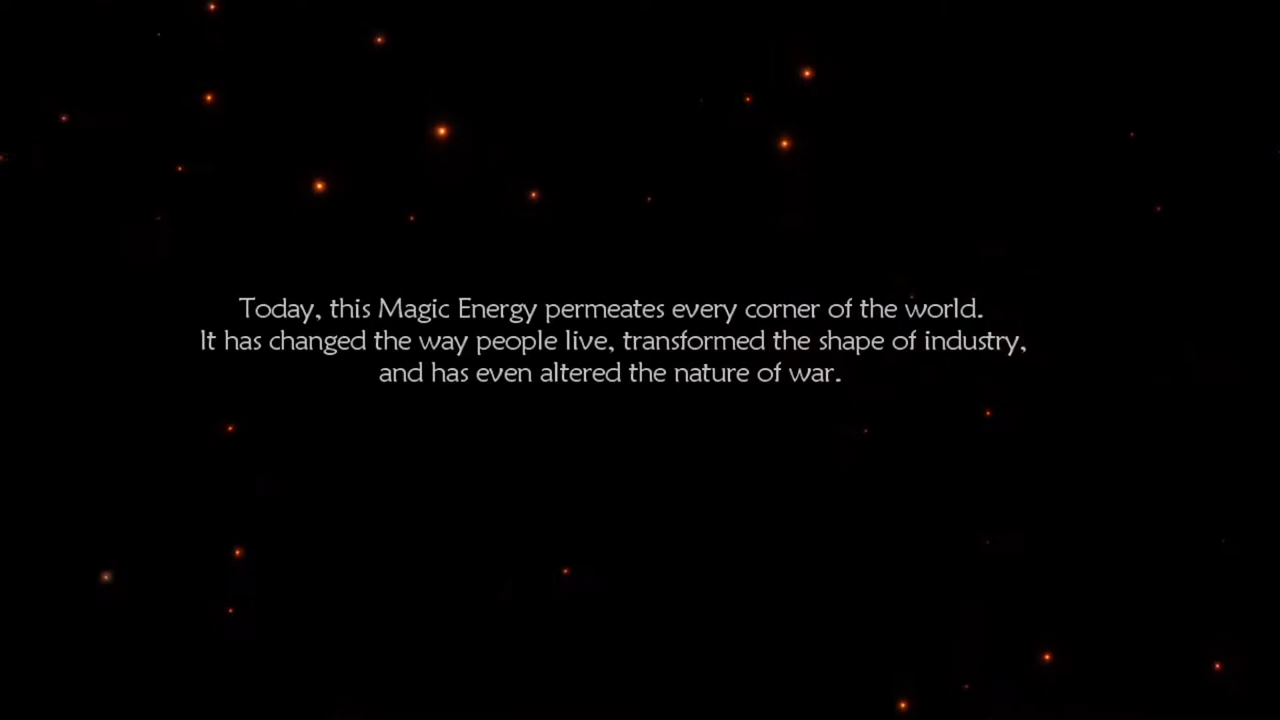 Today, this Magic Energy permeates every corner of the world.
It has changed the way people live, transformed the shape of industry,
and has even altered the nature of war.